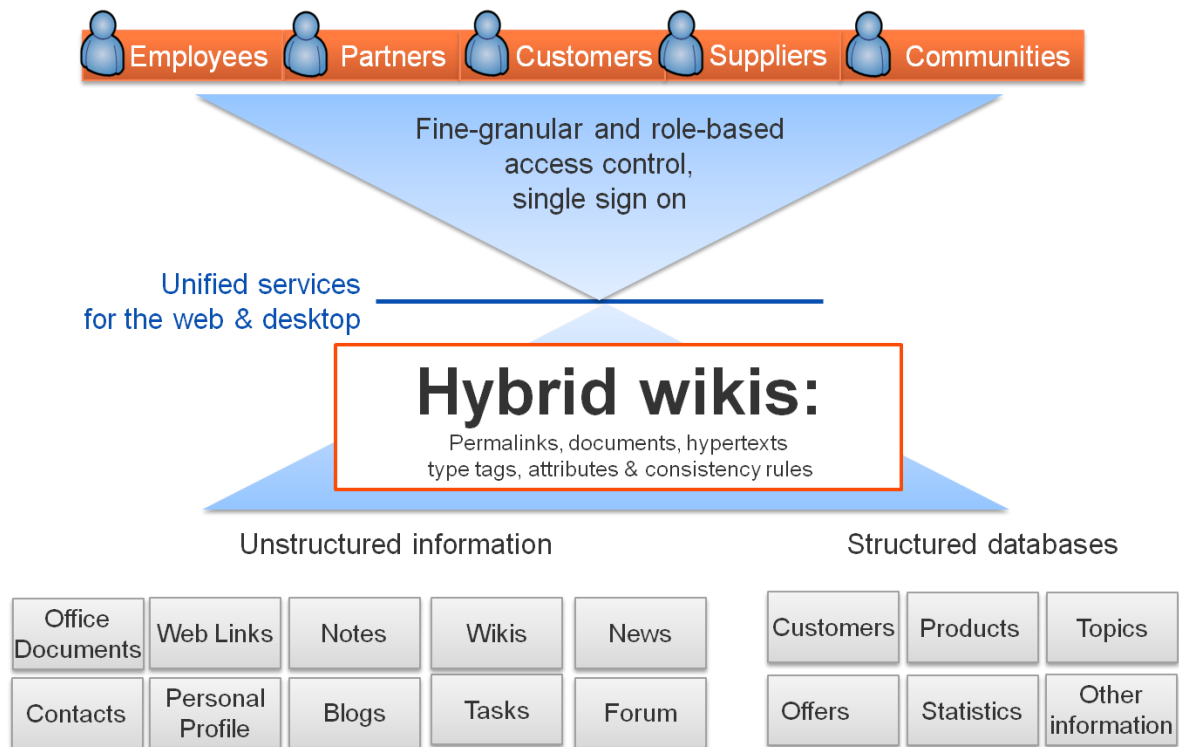 Employees Partners Customers Suppliers Communities
Fine-granular and role-based
access control,
single sign on
Unified services
for the web & desktop
Hybrid wikis:
Permalinks, documents, hypertexts
type tags, attributes & consistency rules
Unstructured information
Structured databases
Office
Documents
Web Links
Notes
Wikis
News
Contacts
Personal
Profile
Blogs
Tasks
Forum
Customers
Products
Topics
Offers
Statistics
Other
information